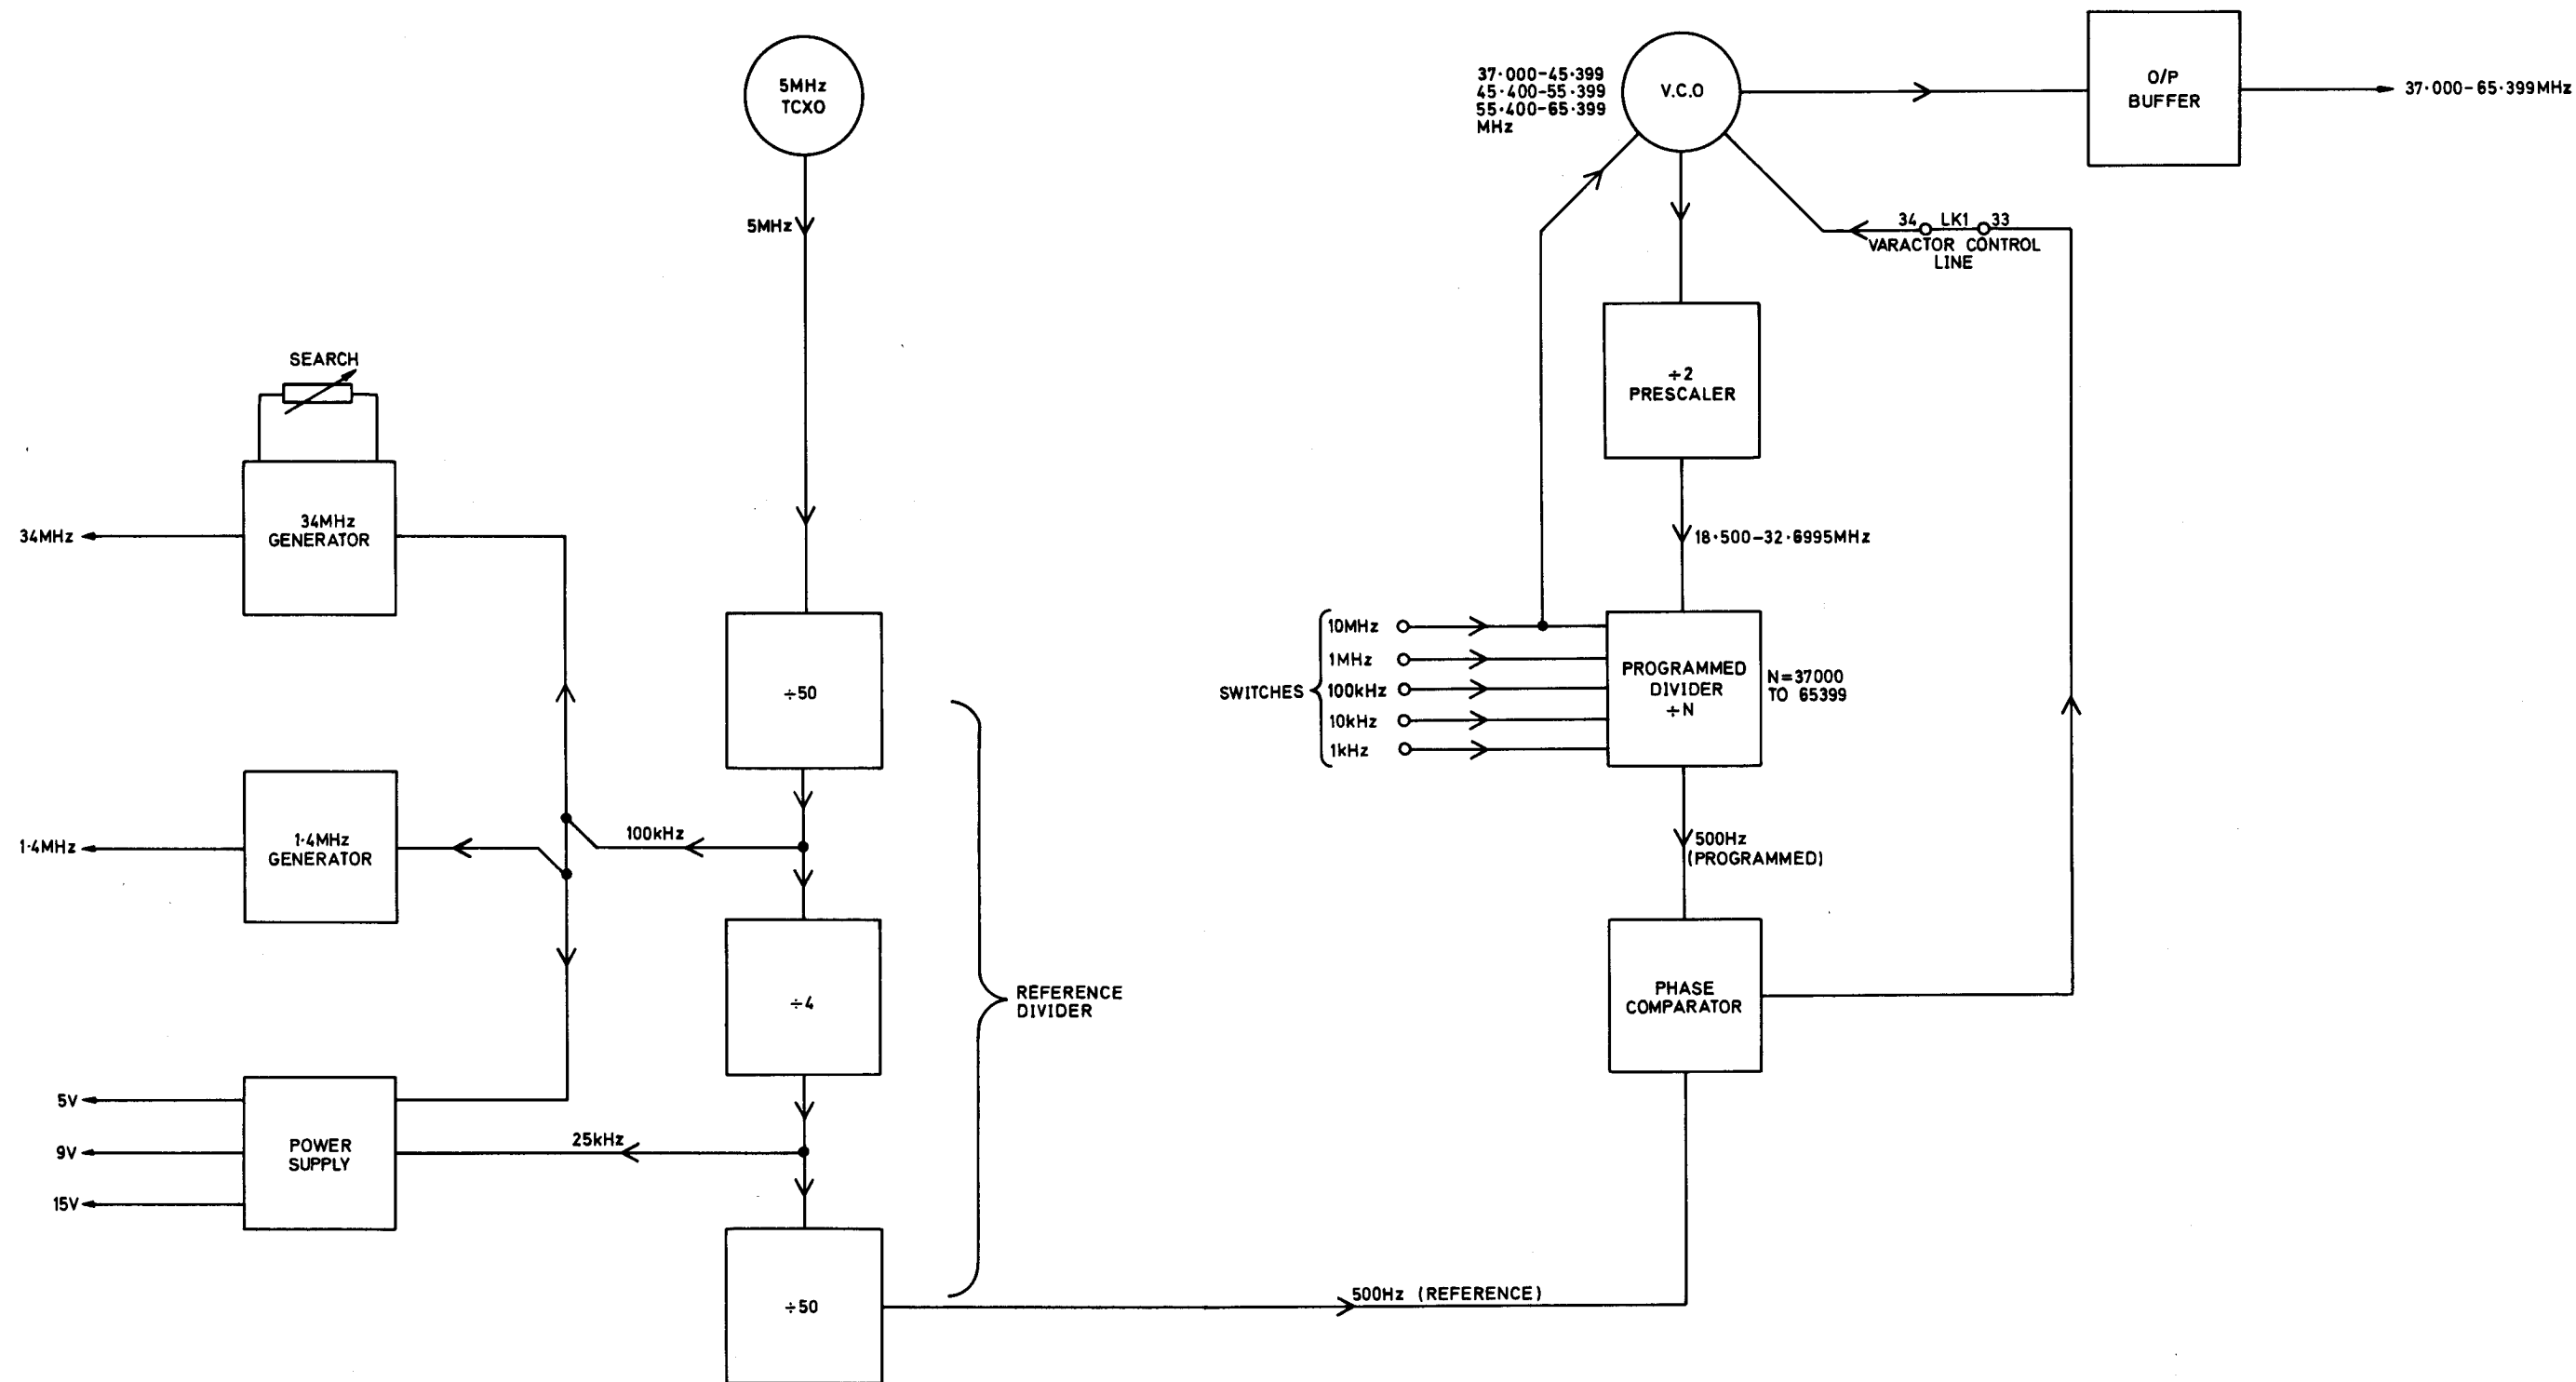 5MHz
TCXO
5MHz
37·000-45·399
45·400-55·399
55·400-65·399
MHz
V.C.O
O/P
BUFFER
37·000-65·399MHz
34 LK1 33
VARACTOR CONTROL
LINE
÷2
PRESCALER
18·500-32·6995MHz
SEARCH
34MHz
34MHz
GENERATOR
÷50
SWITCHES
10MHz
1MHz
100kHz
10kHz
1kHz
PROGRAMMED
DIVIDER
÷N
N=37000
TO 65399
1·4MHz
1·4MHz
GENERATOR
100kHz
500Hz
(PROGRAMMED)
÷4
REFERENCE
DIVIDER
PHASE
COMPARATOR
5V
9V
15V
POWER
SUPPLY
25kHz
÷50
500Hz (REFERENCE)